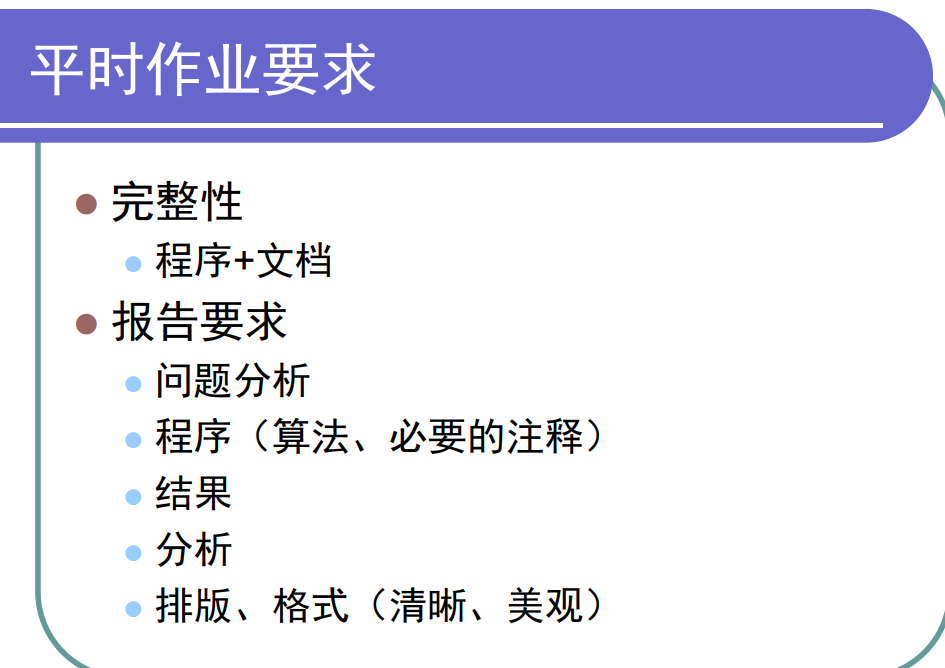 平时作业要求
完整性
程序+文档
报告要求
问题分析
程序（算法、必要的注释）
结果
分析
排版、格式（清晰、美观）